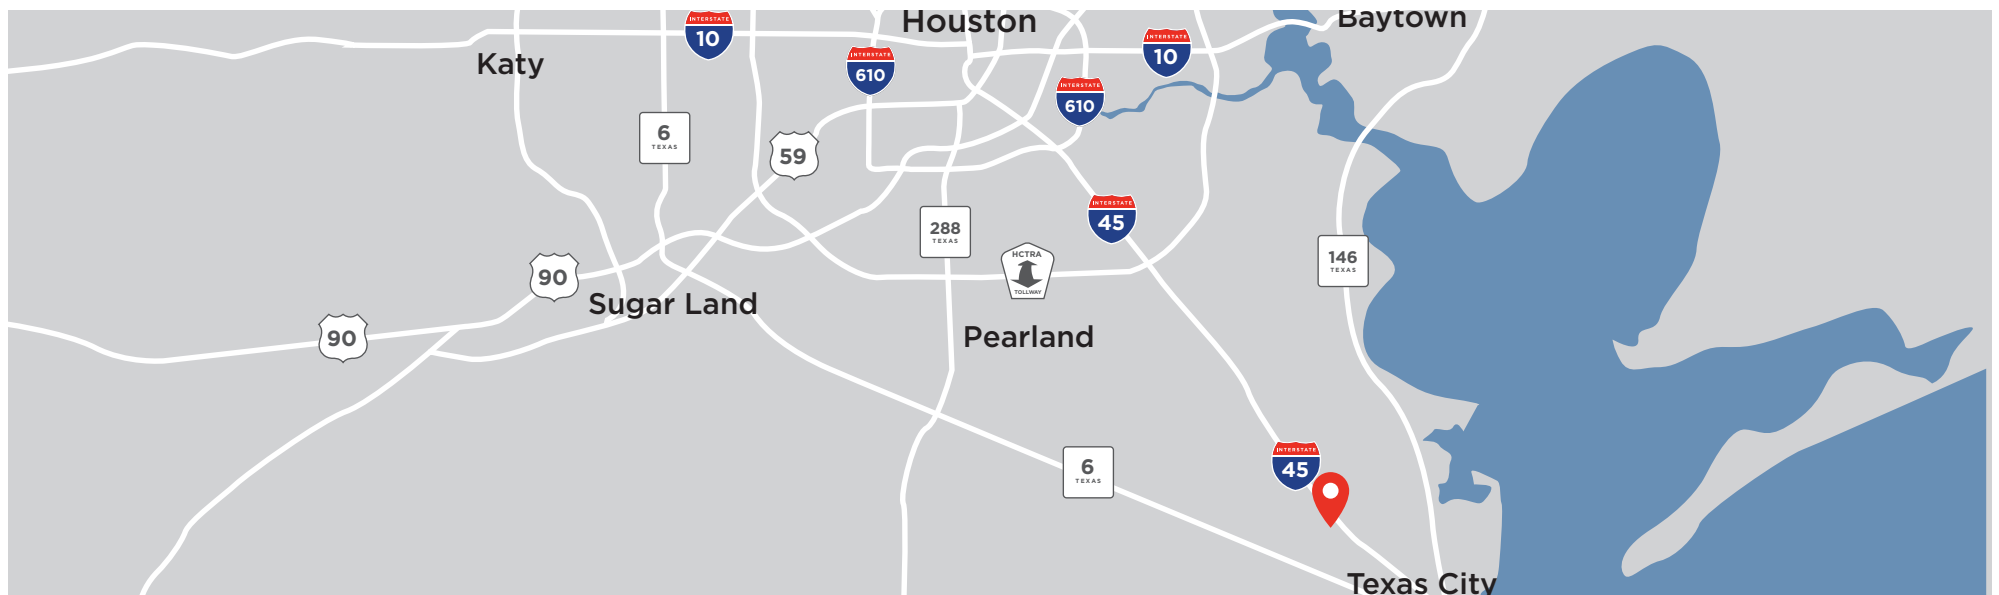 Houston
Baytown
INTERSTATE
10
Katy
INTERSTATE
610
INTERSTATE
10
INTERSTATE
610
6
TEXAS
59
INTERSTATE
45
288
TEXAS
HCTRA
TOLLWAY
146
TEXAS
90
Sugar Land
90
Pearland
INTERSTATE
45
6
TEXAS
Texas City